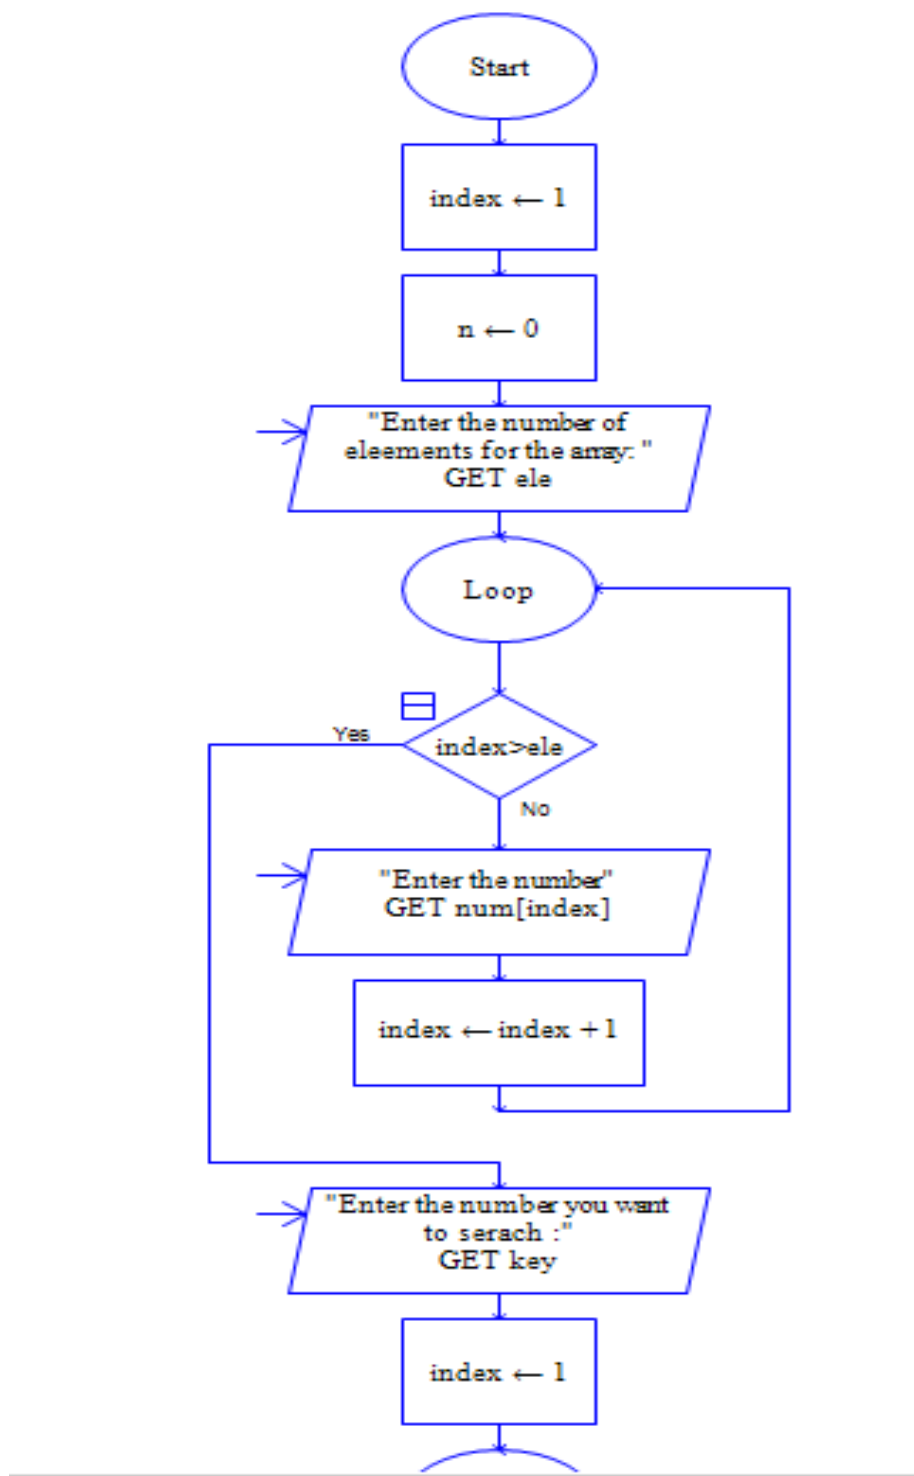 Start
index ← 1
n ← 0
"Enter the number of
eleements for the array: "
GET ele
Loop
Yes
index>ele
No
"Enter the number"
GET num[index]
index ← index + 1
"Enter the number you want
to serach :"
GET key
index ← 1